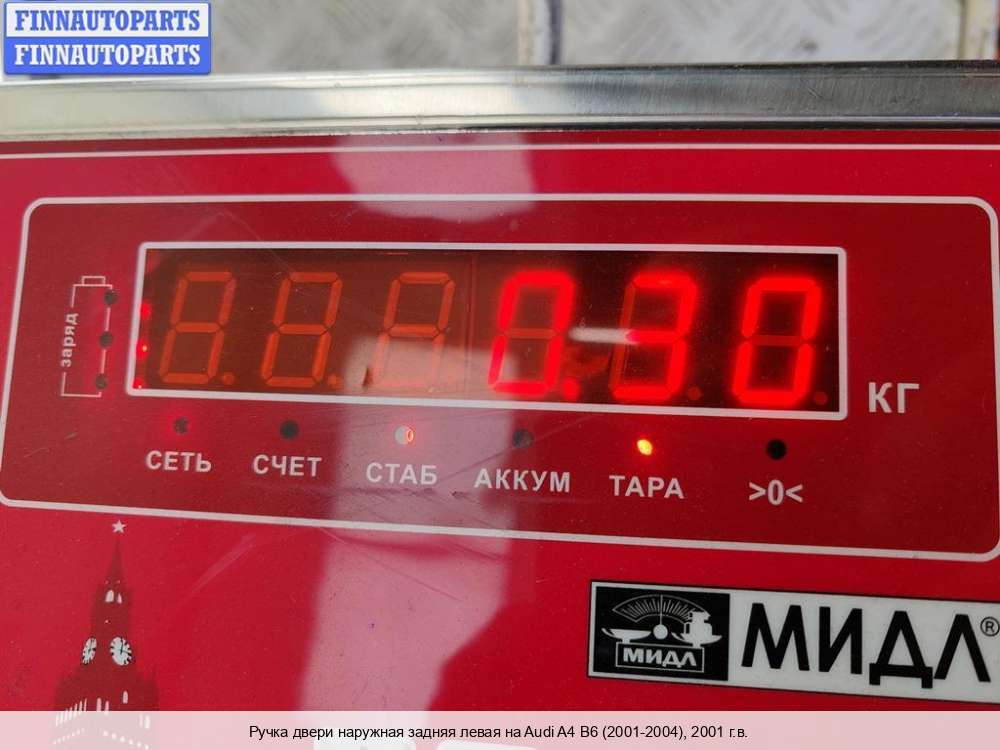 FINNAUTOPARTS
FINNAUTOPARTS
заряд
0.30
КГ
СЕТЬ СЧЕТ СТАБ АККУМ ТАРА >0<
МИДЛ МИДЛ®
Ручка двери наружная задняя левая на Audi A4 B6 (2001-2004), 2001 г.в.